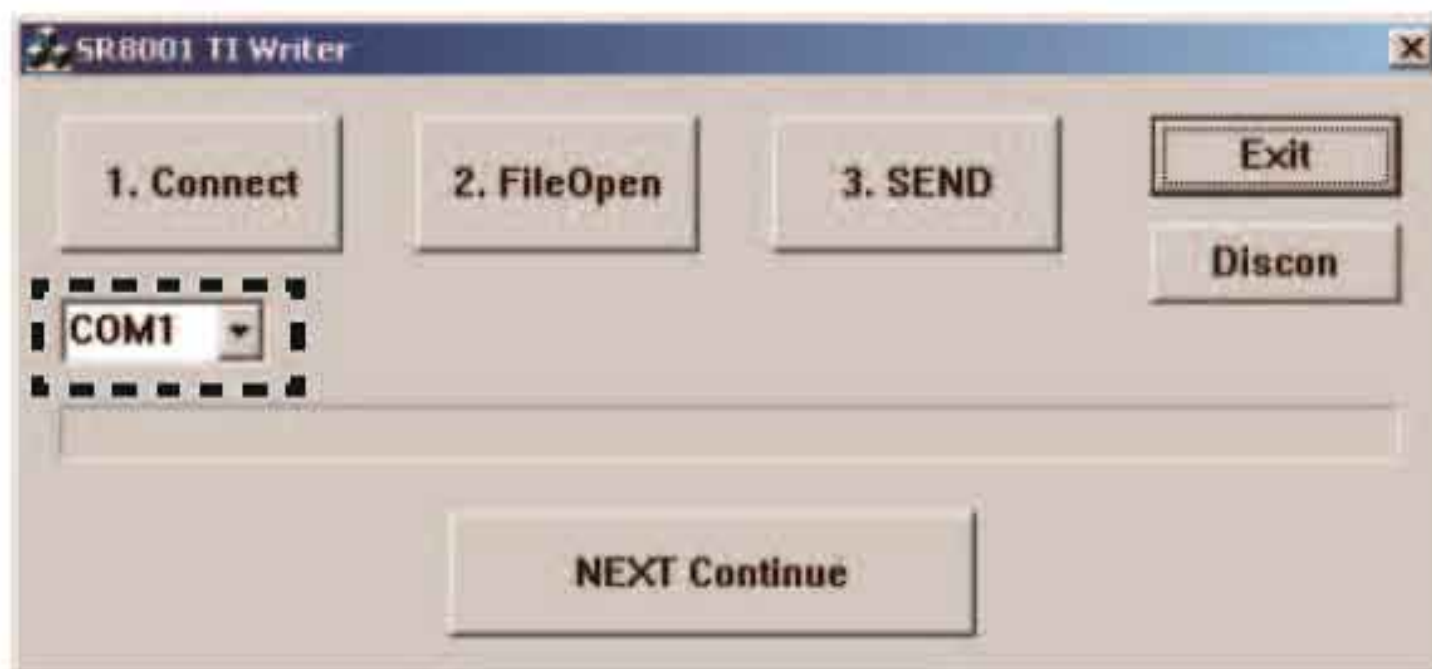 SR8001 TI Writer
1. Connect
2. FileOpen
3. SEND
Exit
Discon
COM1
NEXT Continue